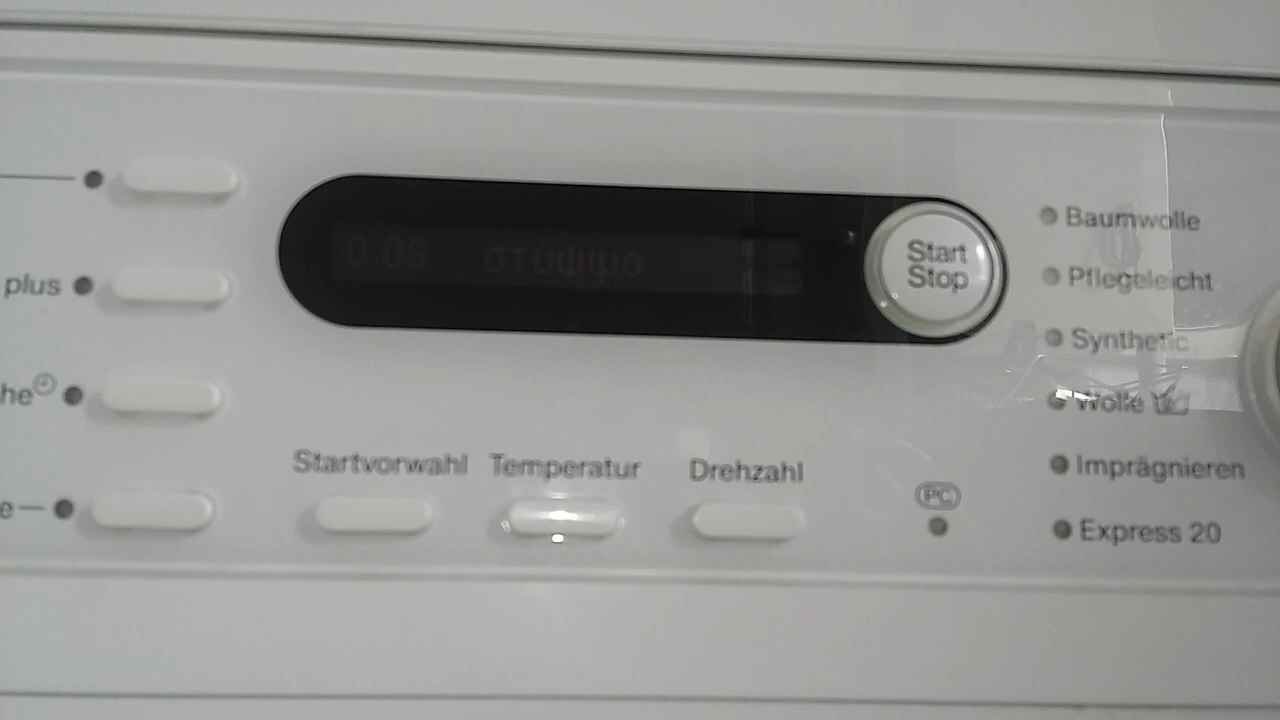 0:08 στύψιμο
Start
Stop
plus
he
e
Startvorwahl
Temperatur
Drehzahl
PC
Baumwolle
Pflegeleicht
Synthetic
Wolle
Imprägnieren
Express 20